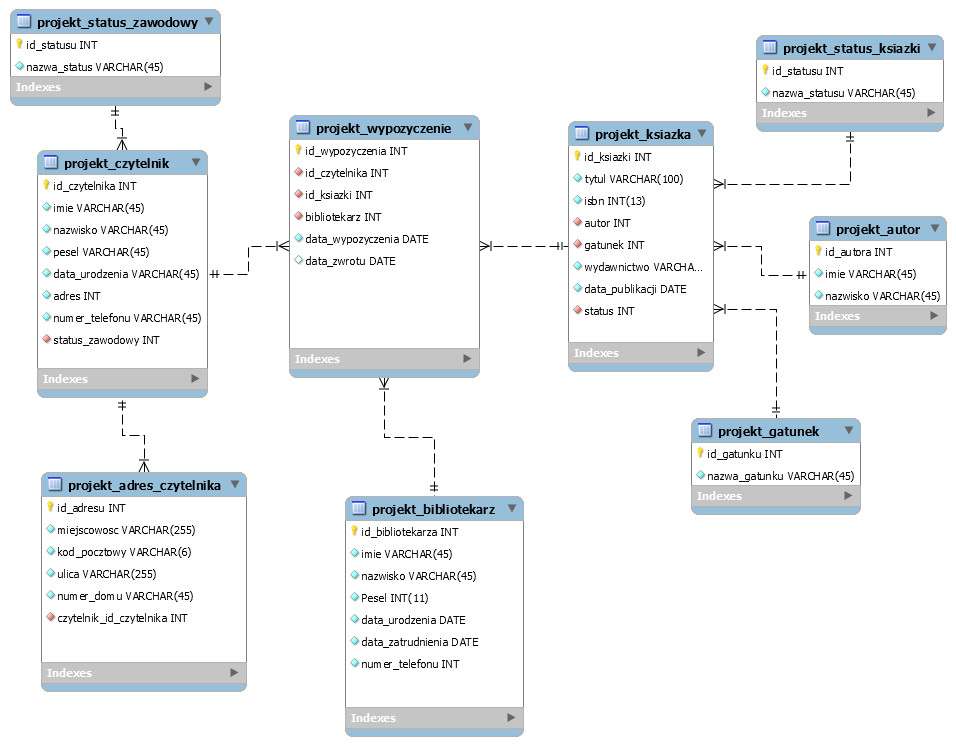 projekt_status_zawodowy
id_statusu INT
nazwa_status VARCHAR(45)
Indexes
projekt_czytelnik
id_czytelnika INT
imie VARCHAR(45)
nazwisko VARCHAR(45)
pesel VARCHAR(45)
data_urodzenia VARCHAR(45)
adres INT
numer_telefonu VARCHAR(45)
status_zawodowy INT
Indexes
projekt_adres_czytelnika
id_adresu INT
miejscowosc VARCHAR(255)
kod_pocztowy VARCHAR(6)
ulica VARCHAR(255)
numer_domu VARCHAR(45)
czytelnik_id_czytelnika INT
Indexes
projekt_wypozyczenie
id_wypozyczenia INT
id_czytelnika INT
id_ksiazki INT
bibliotekarz INT
data_wypozyczenia DATE
data_zwrotu DATE
Indexes
projekt_bibliotekarz
id_bibliotekarza INT
imie VARCHAR(45)
nazwisko VARCHAR(45)
Pesel INT(11)
data_urodzenia DATE
data_zatrudnienia DATE
numer_telefonu INT
Indexes
projekt_ksiazka
id_ksiazki INT
tytul VARCHAR(100)
isbn INT(13)
autor INT
gatunek INT
wydawnictwo VARCHA...
data_publikacji DATE
status INT
Indexes
projekt_status_ksiazki
id_statusu INT
nazwa_statusu VARCHAR(45)
Indexes
projekt_autor
id_autora INT
imie VARCHAR(45)
nazwisko VARCHAR(45)
Indexes
projekt_gatunek
id_gatunku INT
nazwa_gatunku VARCHAR(45)
Indexes